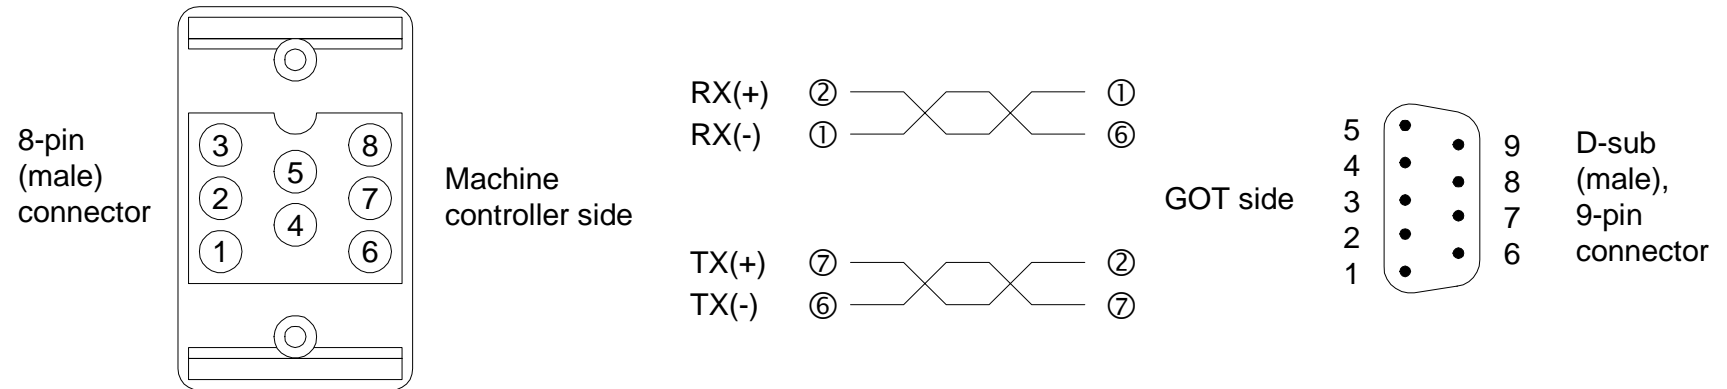 8-pin
(male)
connector
3
8
5
2
7
4
1
6
Machine
controller side
RX(+) ② ①
RX(-) ① ⑥
TX(+) ⑦ ②
TX(-) ⑥ ⑦
GOT side
5
9
4
8
3
7
2
6
1
D-sub
(male),
9-pin
connector